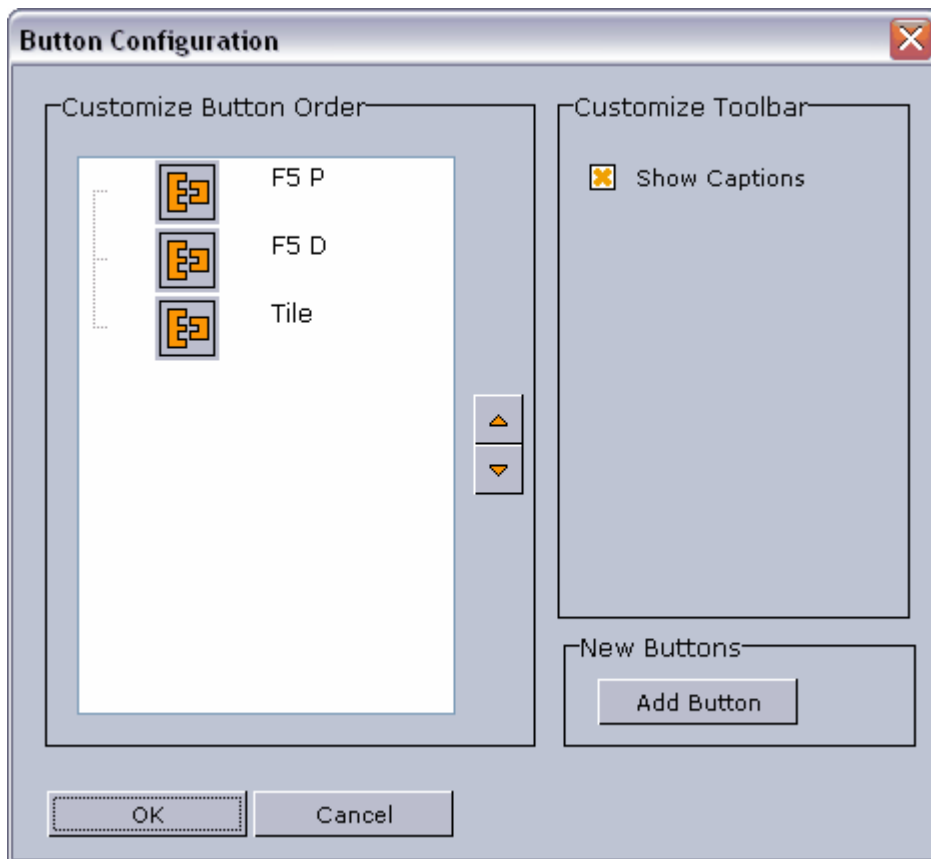 Button Configuration
Customize Button Order
F5 P
F5 D
Tile
Customize Toolbar
Show Captions
New Buttons
Add Button
OK
Cancel